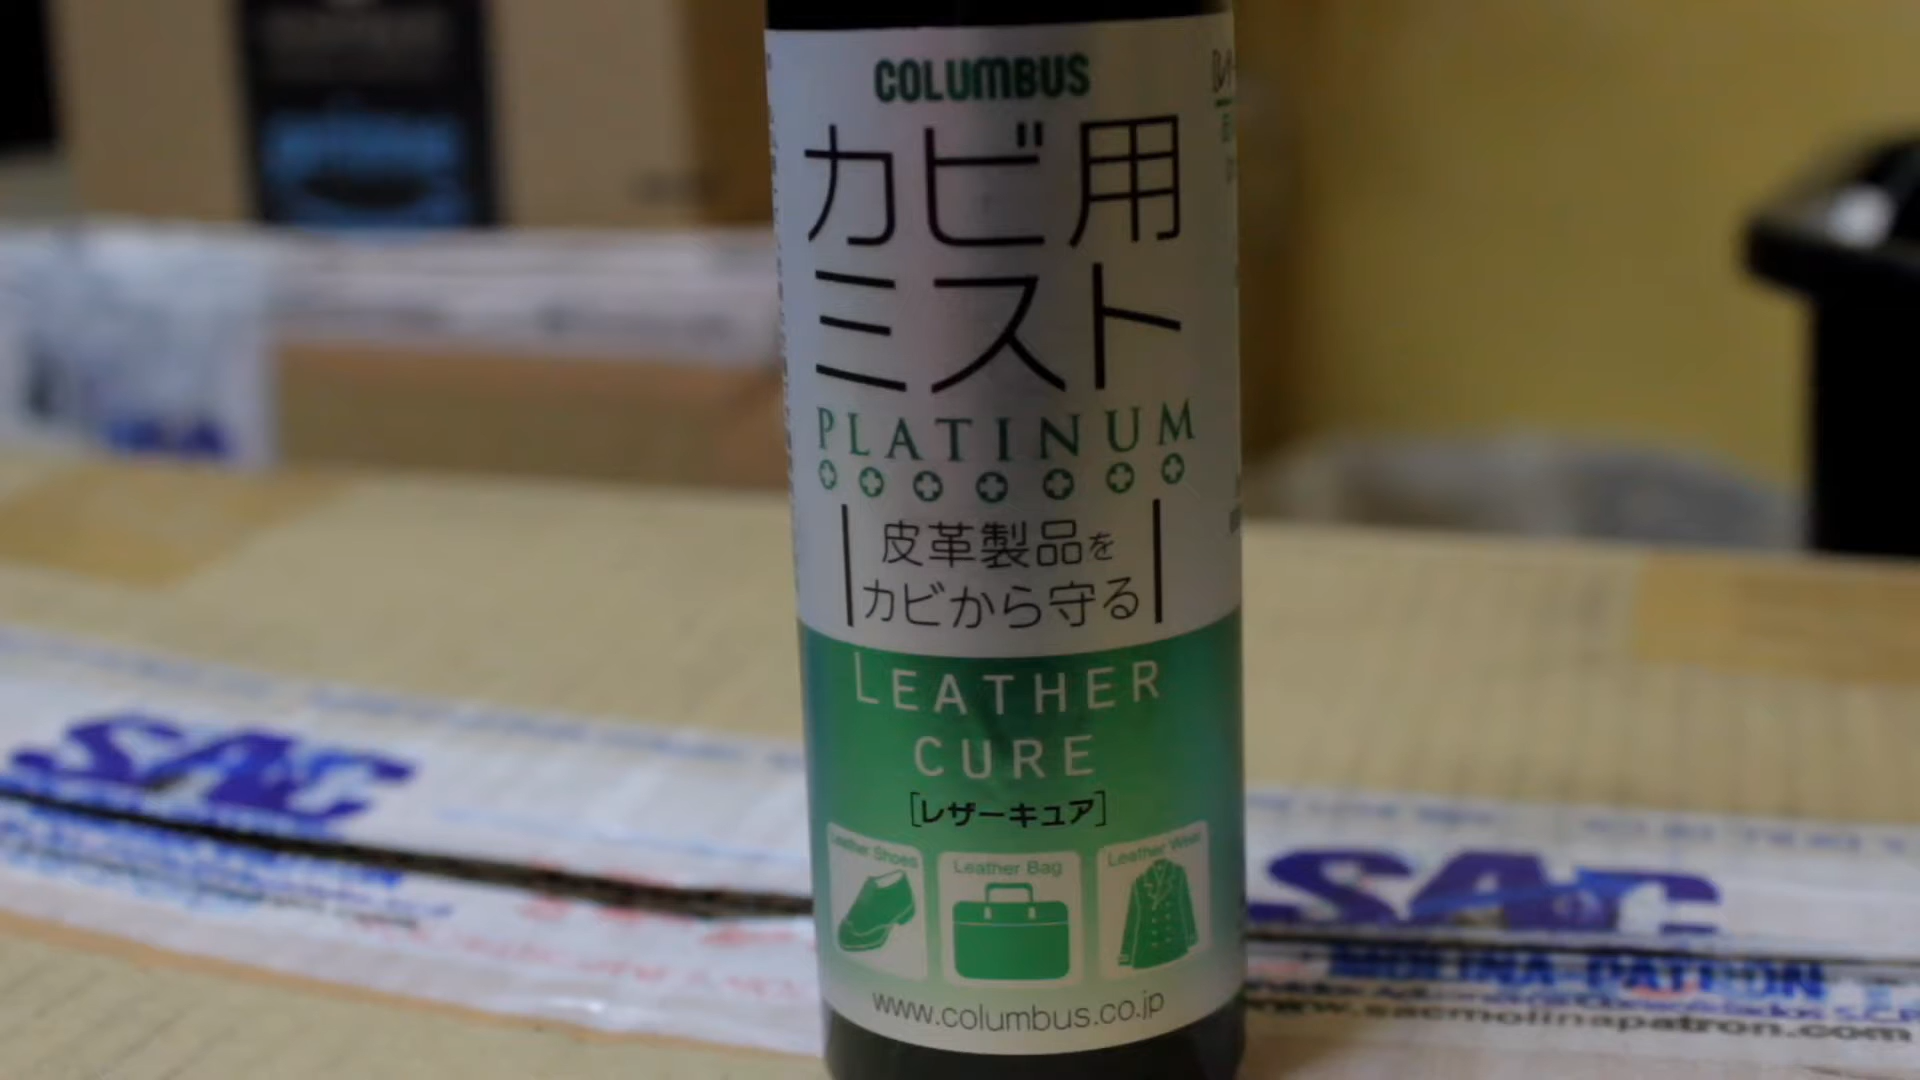 COLUMBUS
カビ用
ミスト
PLATINUM
皮革製品を
カビから守る
LEATHER
CURE
[レザーキュア]
Leather Shoes
Leather Bag
Leather Wear
www.columbus.co.jp
SAC
SAC
MOLINA-PATRON
www.sacmolinapatron.com